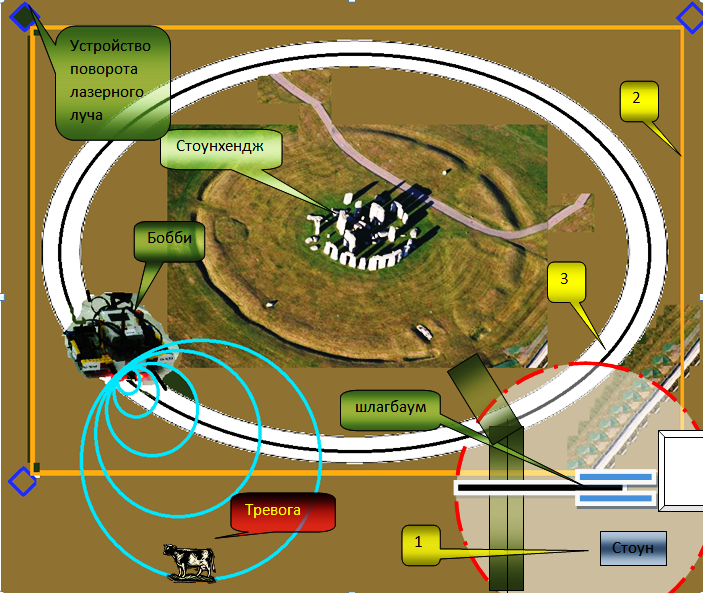 Устройство
поворота
лазерного
луча
2
Стоунхендж
Бобби
3
шлагбаум
Тревога
1
Стоун